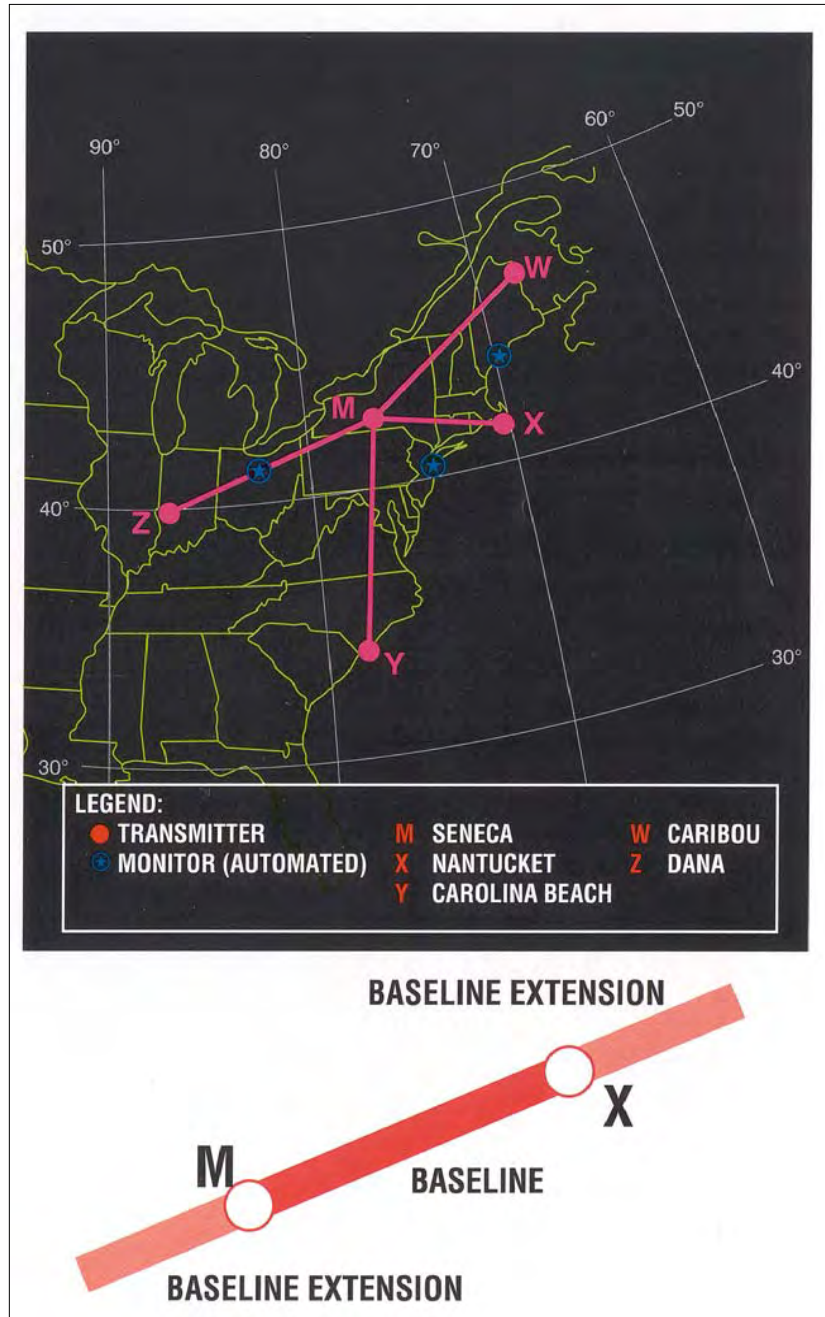 60°
50°
70°
80°
90°
50°
W
40°
M
X
Z
40°
Y
30°
30°
LEGEND:
TRANSMITTER
MONITOR (AUTOMATED)
M SENECA
X NANTUCKET
Y CAROLINA BEACH
W CARIBOU
Z DANA
BASELINE EXTENSION
X
M
BASELINE
BASELINE EXTENSION